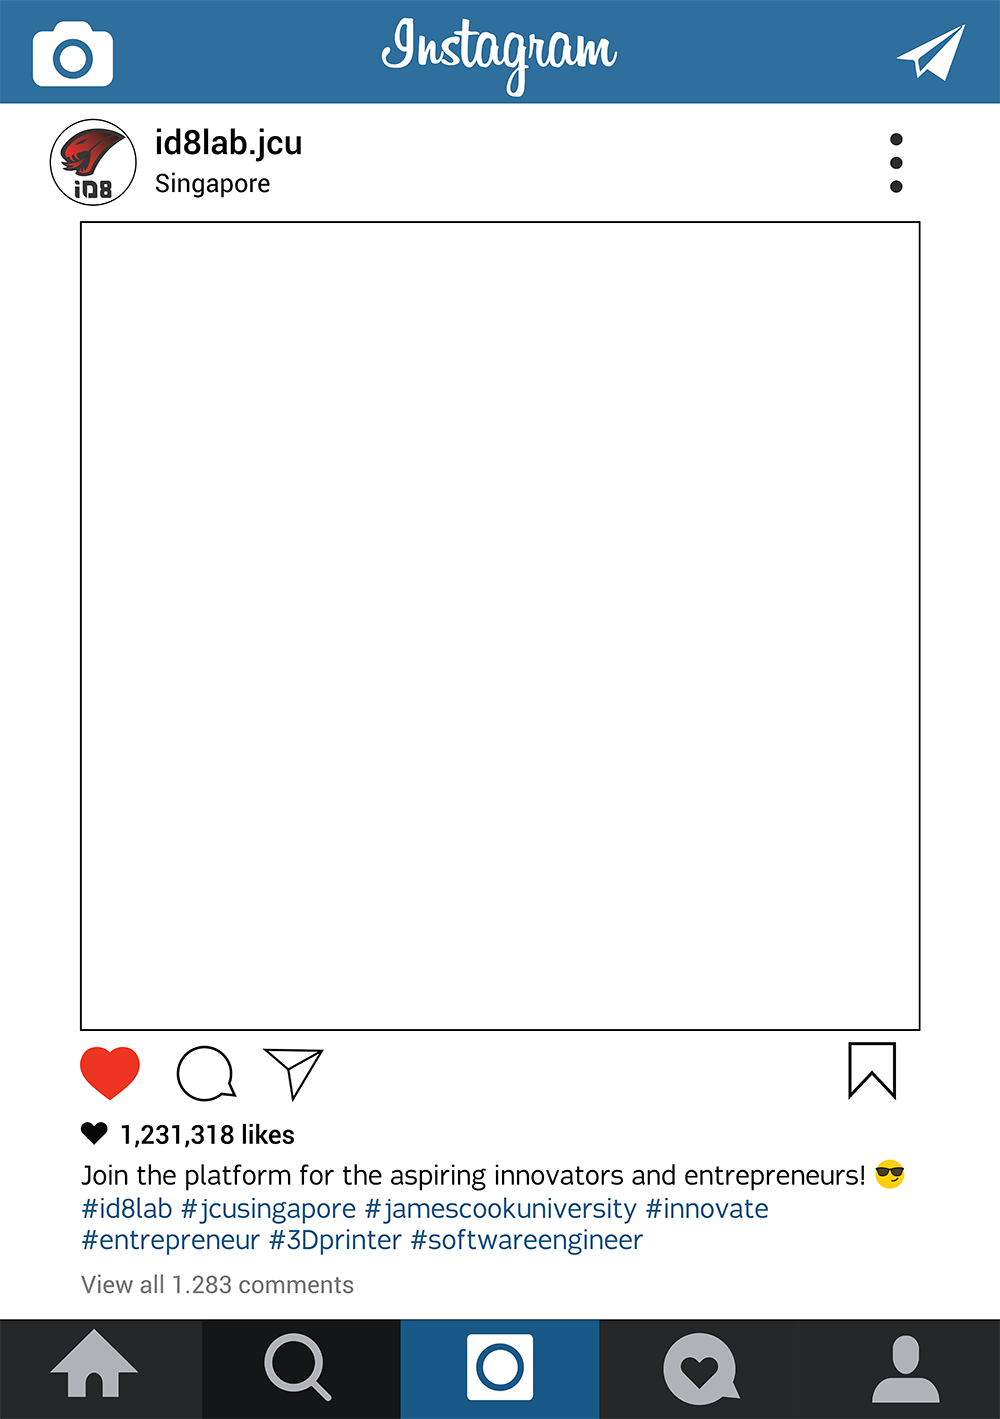 Instagram
id8lab.jcu
iD8
Singapore
1,231,318 likes
Join the platform for the aspiring innovators and entrepreneurs! 😎
#id8lab #jcusingapore #jamescookuniversity #innovate
#entrepreneur #3Dprinter #softwareengineer
View all 1.283 comments